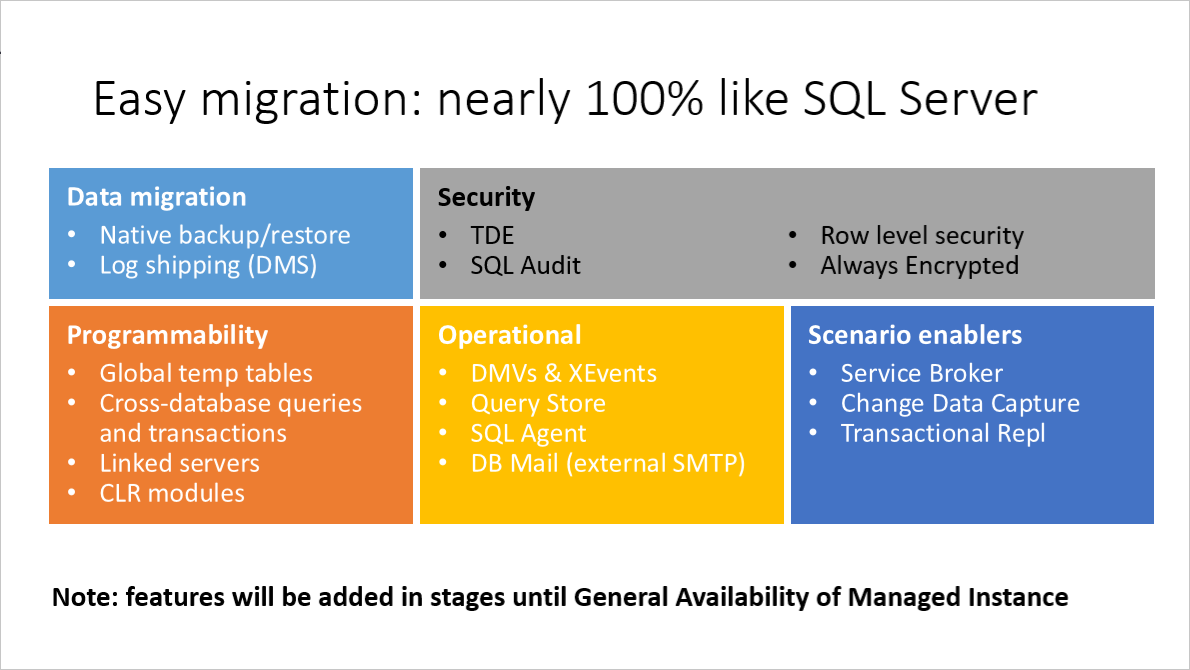 Easy migration: nearly 100% like SQL Server
Data migration
• Native backup/restore
• Log shipping (DMS)
Security
• TDE
• SQL Audit
• Row level security
• Always Encrypted
Programmability
• Global temp tables
• Cross-database queries
and transactions
• Linked servers
• CLR modules
Operational
• DMVs & XEvents
• Query Store
• SQL Agent
• DB Mail (external SMTP)
Scenario enablers
• Service Broker
• Change Data Capture
• Transactional Repl
Note: features will be added in stages until General Availability of Managed Instance